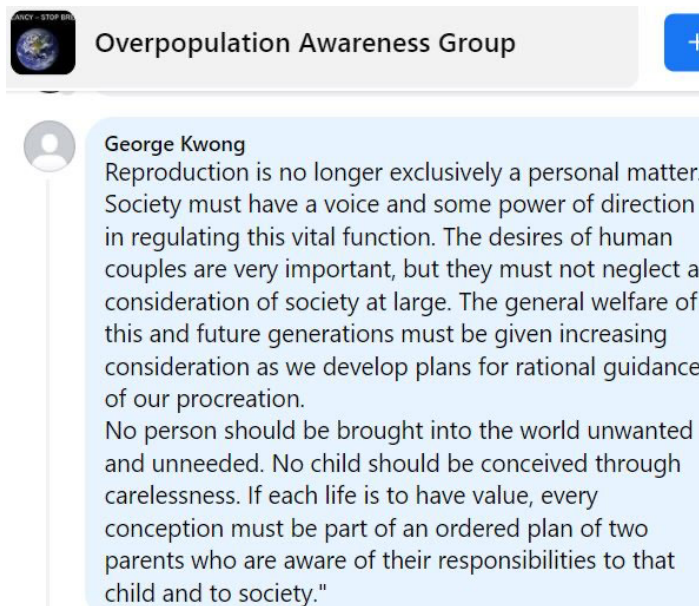 ANCY – STOP BRE
Overpopulation Awareness Group
+
George Kwong
Reproduction is no longer exclusively a personal matter.
Society must have a voice and some power of direction
in regulating this vital function. The desires of human
couples are very important, but they must not neglect a
consideration of society at large. The general welfare of
this and future generations must be given increasing
consideration as we develop plans for rational guidance
of our procreation.
No person should be brought into the world unwanted
and unneeded. No child should be conceived through
carelessness. If each life is to have value, every
conception must be part of an ordered plan of two
parents who are aware of their responsibilities to that
child and to society."